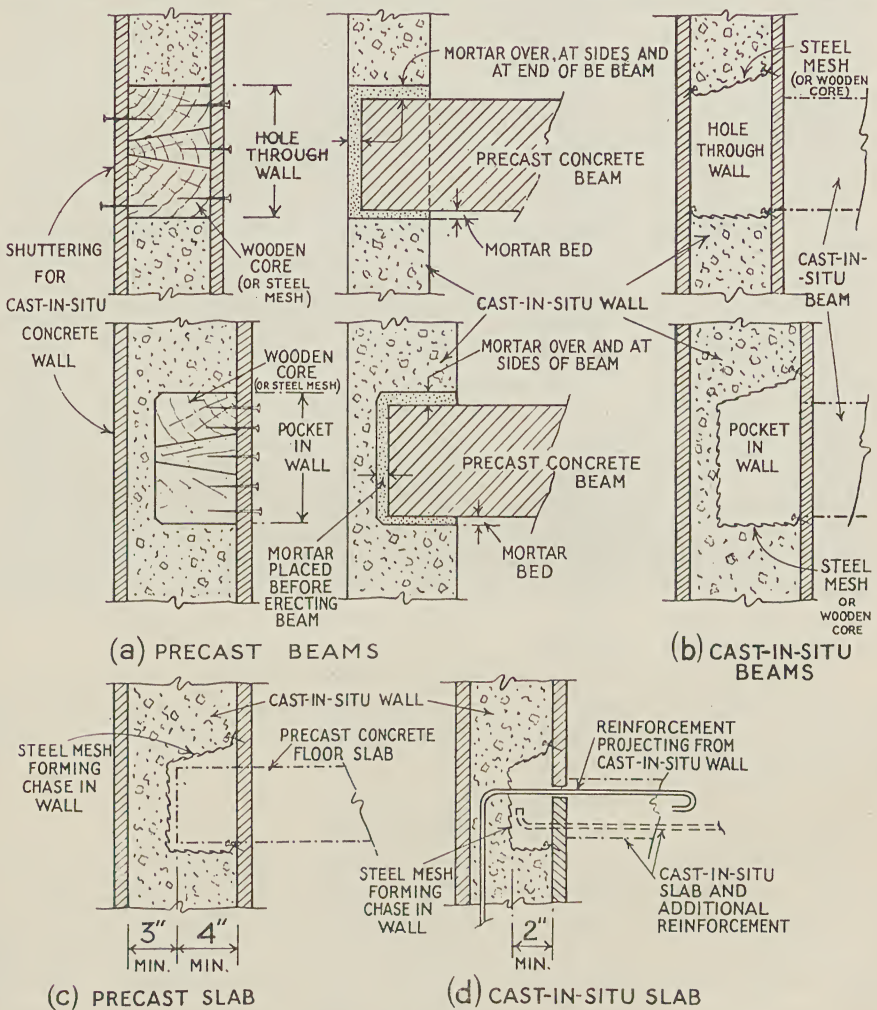 MORTAR OVER, AT SIDES AND
AT END OF BE BEAM
HOLE
THROUGH
WALL
PRECAST CONCRETE
BEAM
MORTAR BED
SHUTTERING
FOR
CAST-IN-SITU
CONCRETE
WALL
WOODEN
CORE
(OR STEEL
MESH)
STEEL
MESH
(OR WOODEN
CORE)
HOLE
THROUGH
WALL
CAST-IN-
-SITU
BEAM
CAST-IN-SITU WALL
WOODEN
CORE
(OR STEEL MESH)
POCKET
IN
WALL
MORTAR OVER AND AT
SIDES OF BEAM
PRECAST CONCRETE
BEAM
MORTAR
BED
MORTAR
PLACED
BEFORE
ERECTING
BEAM
POCKET
IN
WALL
STEEL
MESH
OR
WOODEN
CORE
(a) PRECAST BEAMS
(b) CAST-IN-SITU
BEAMS
CAST-IN-SITU WALL
STEEL MESH
FORMING
CHASE IN
WALL
PRECAST CONCRETE
FLOOR SLAB
3"
MIN.
4"
MIN.
(c) PRECAST SLAB
REINFORCEMENT
PROJECTING FROM
CAST-IN-SITU WALL
STEEL MESH
FORMING
CHASE IN
WALL
CAST-IN-SITU
SLAB AND
ADDITIONAL
REINFORCEMENT
2"
MIN.
(d) CAST-IN-SITU SLAB